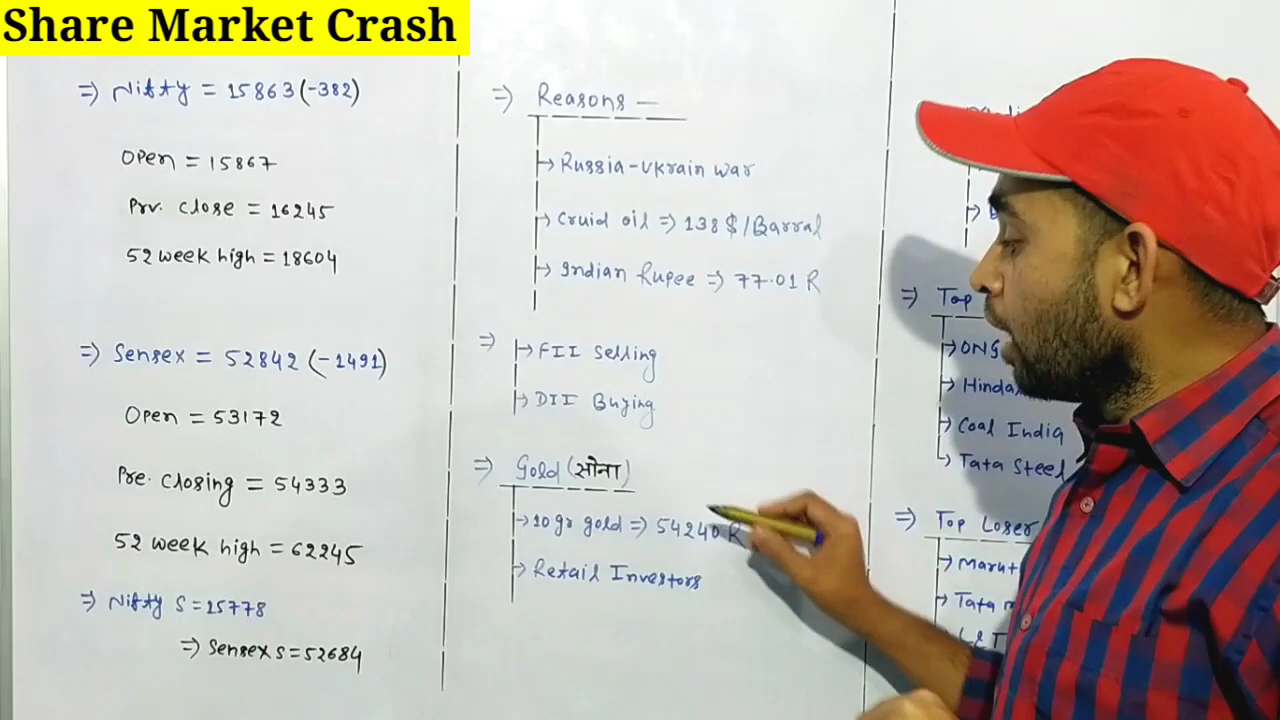 Share Market Crash
⇒ Nifty = 15863 (-382)
Open = 15867
Prv. close = 16245
52 week high = 18604
⇒ Sensex = 52842 (-1491)
Open = 53172
Pre. closing = 54333
52 week high = 62245
⇒ Nifty S = 15778
⇒ Sensex S = 52684
⇒ Reasons —
→ Russia-Ukrain war
→ Cruid oil ⇒ 138 $/Barral
→ Indian Rupee ⇒ 77.01 R
⇒ → FII Selling
→ DII Buying
⇒ Gold (सोना)
→ 10 gr gold ⇒ 54240 R
→ Retail Investors
⇒ Top
→ ONG
→ Hinda
→ Coal India
→ Tata Steel
⇒ Top Loser
→ Marut
→ Tata m
→ L&T